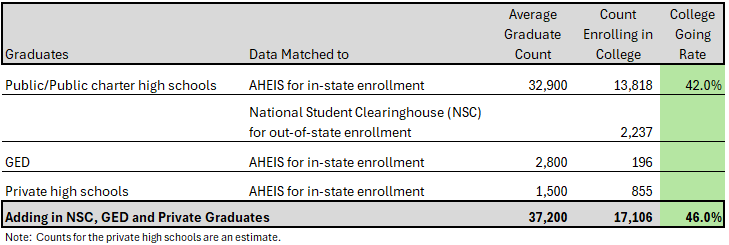 Average Count College
Graduate Enrolling in Going
Graduates Data Matched to Count College Rate
Public/Public charter high schools AHEIS for in-state enrollment 32,900 13,818 42.0%
National Student Clearinghouse (NSC)
for out-of-state enrollment 2,237
GED AHEIS for in-state enrollment 2,800 196
Private high schools AHEIS for in-state enrollment 1,500 855
Adding in NSC, GED and Private Graduates 37,200 17,106 46.0%
Note: Counts for the private high schools are an estimate.